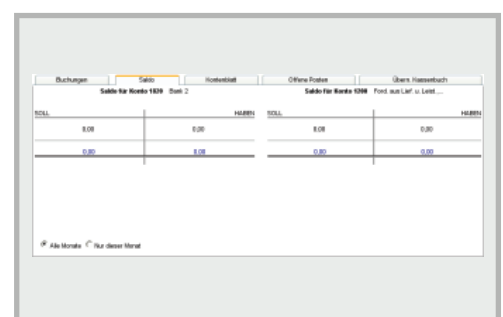 Buchungen Saldo Kontenblatt Offene Posten Übern. Kassenbuch
Saldo für Konto 1820 Bank 2 Saldo für Konto 1200 Ford. aus Lief. u. Leist....
SOLL HABEN SOLL HABEN
0,00 0,00 0,00 0,00
0,00 0,00 0,00 0,00
Alle Monate Nur dieser Monat